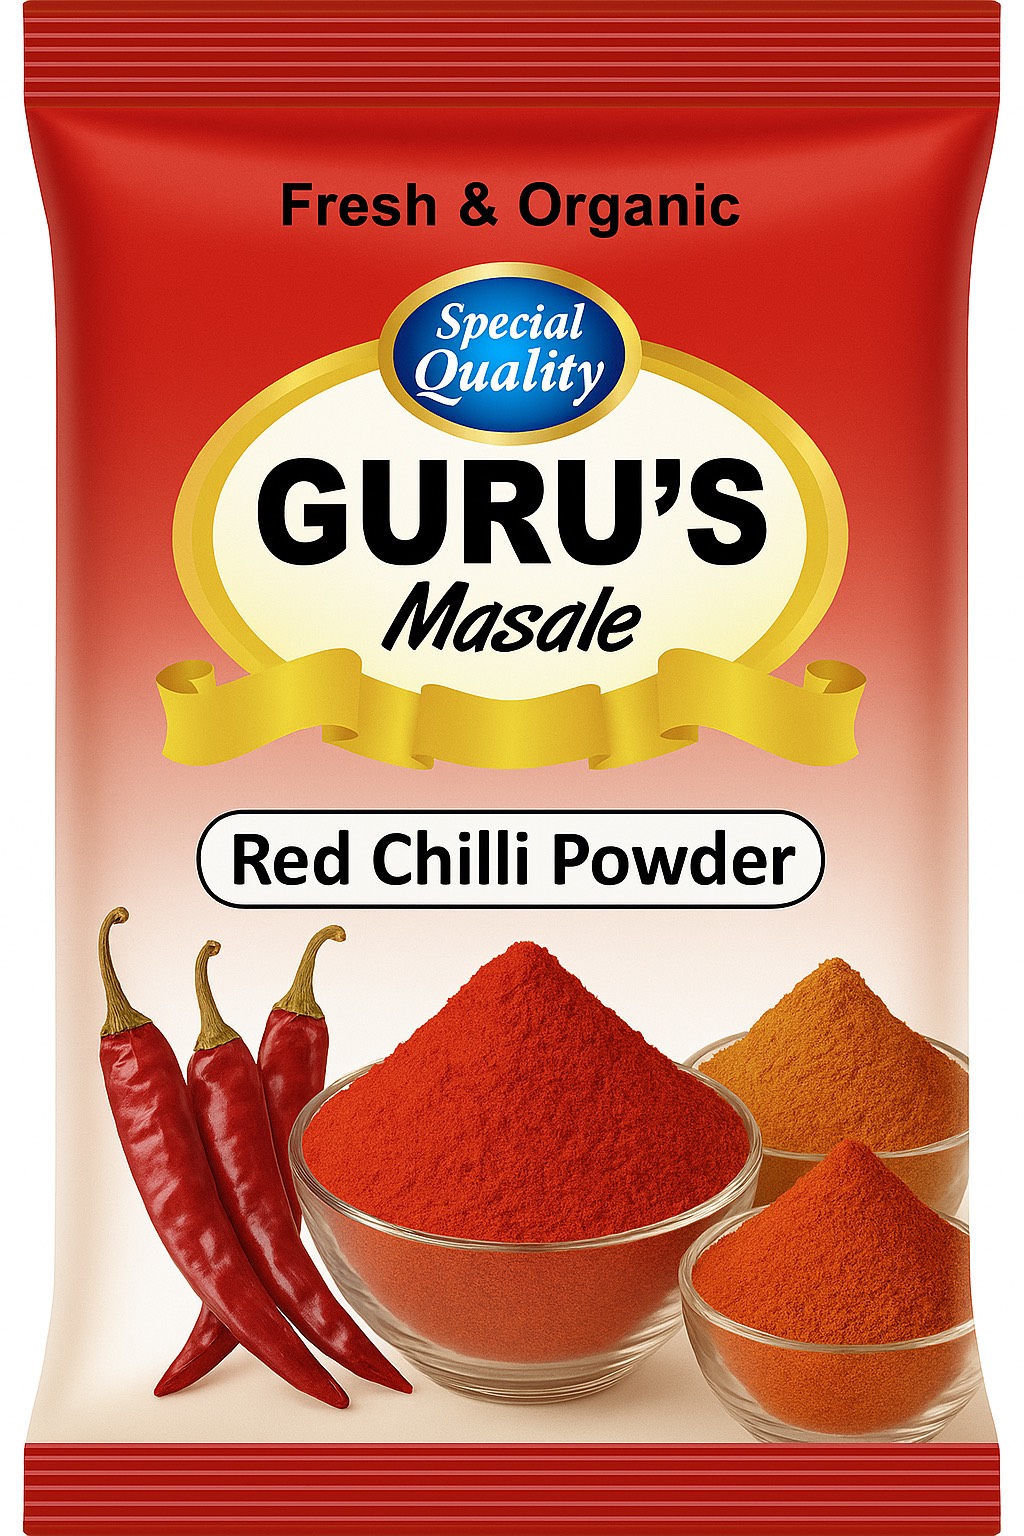 Fresh & Organic
Special
Quality
GURU’S
Masale
Red Chilli Powder